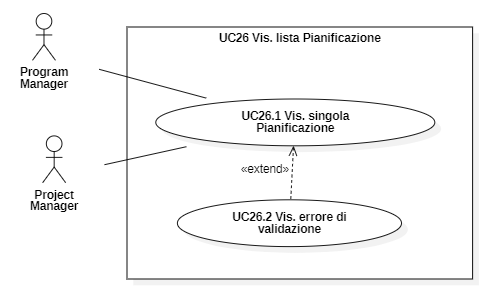 UC26 Vis. lista Pianificazione
Program
Manager
UC26.1 Vis. singola
Pianificazione
«extend»
Project
Manager
UC26.2 Vis. errore di
validazione